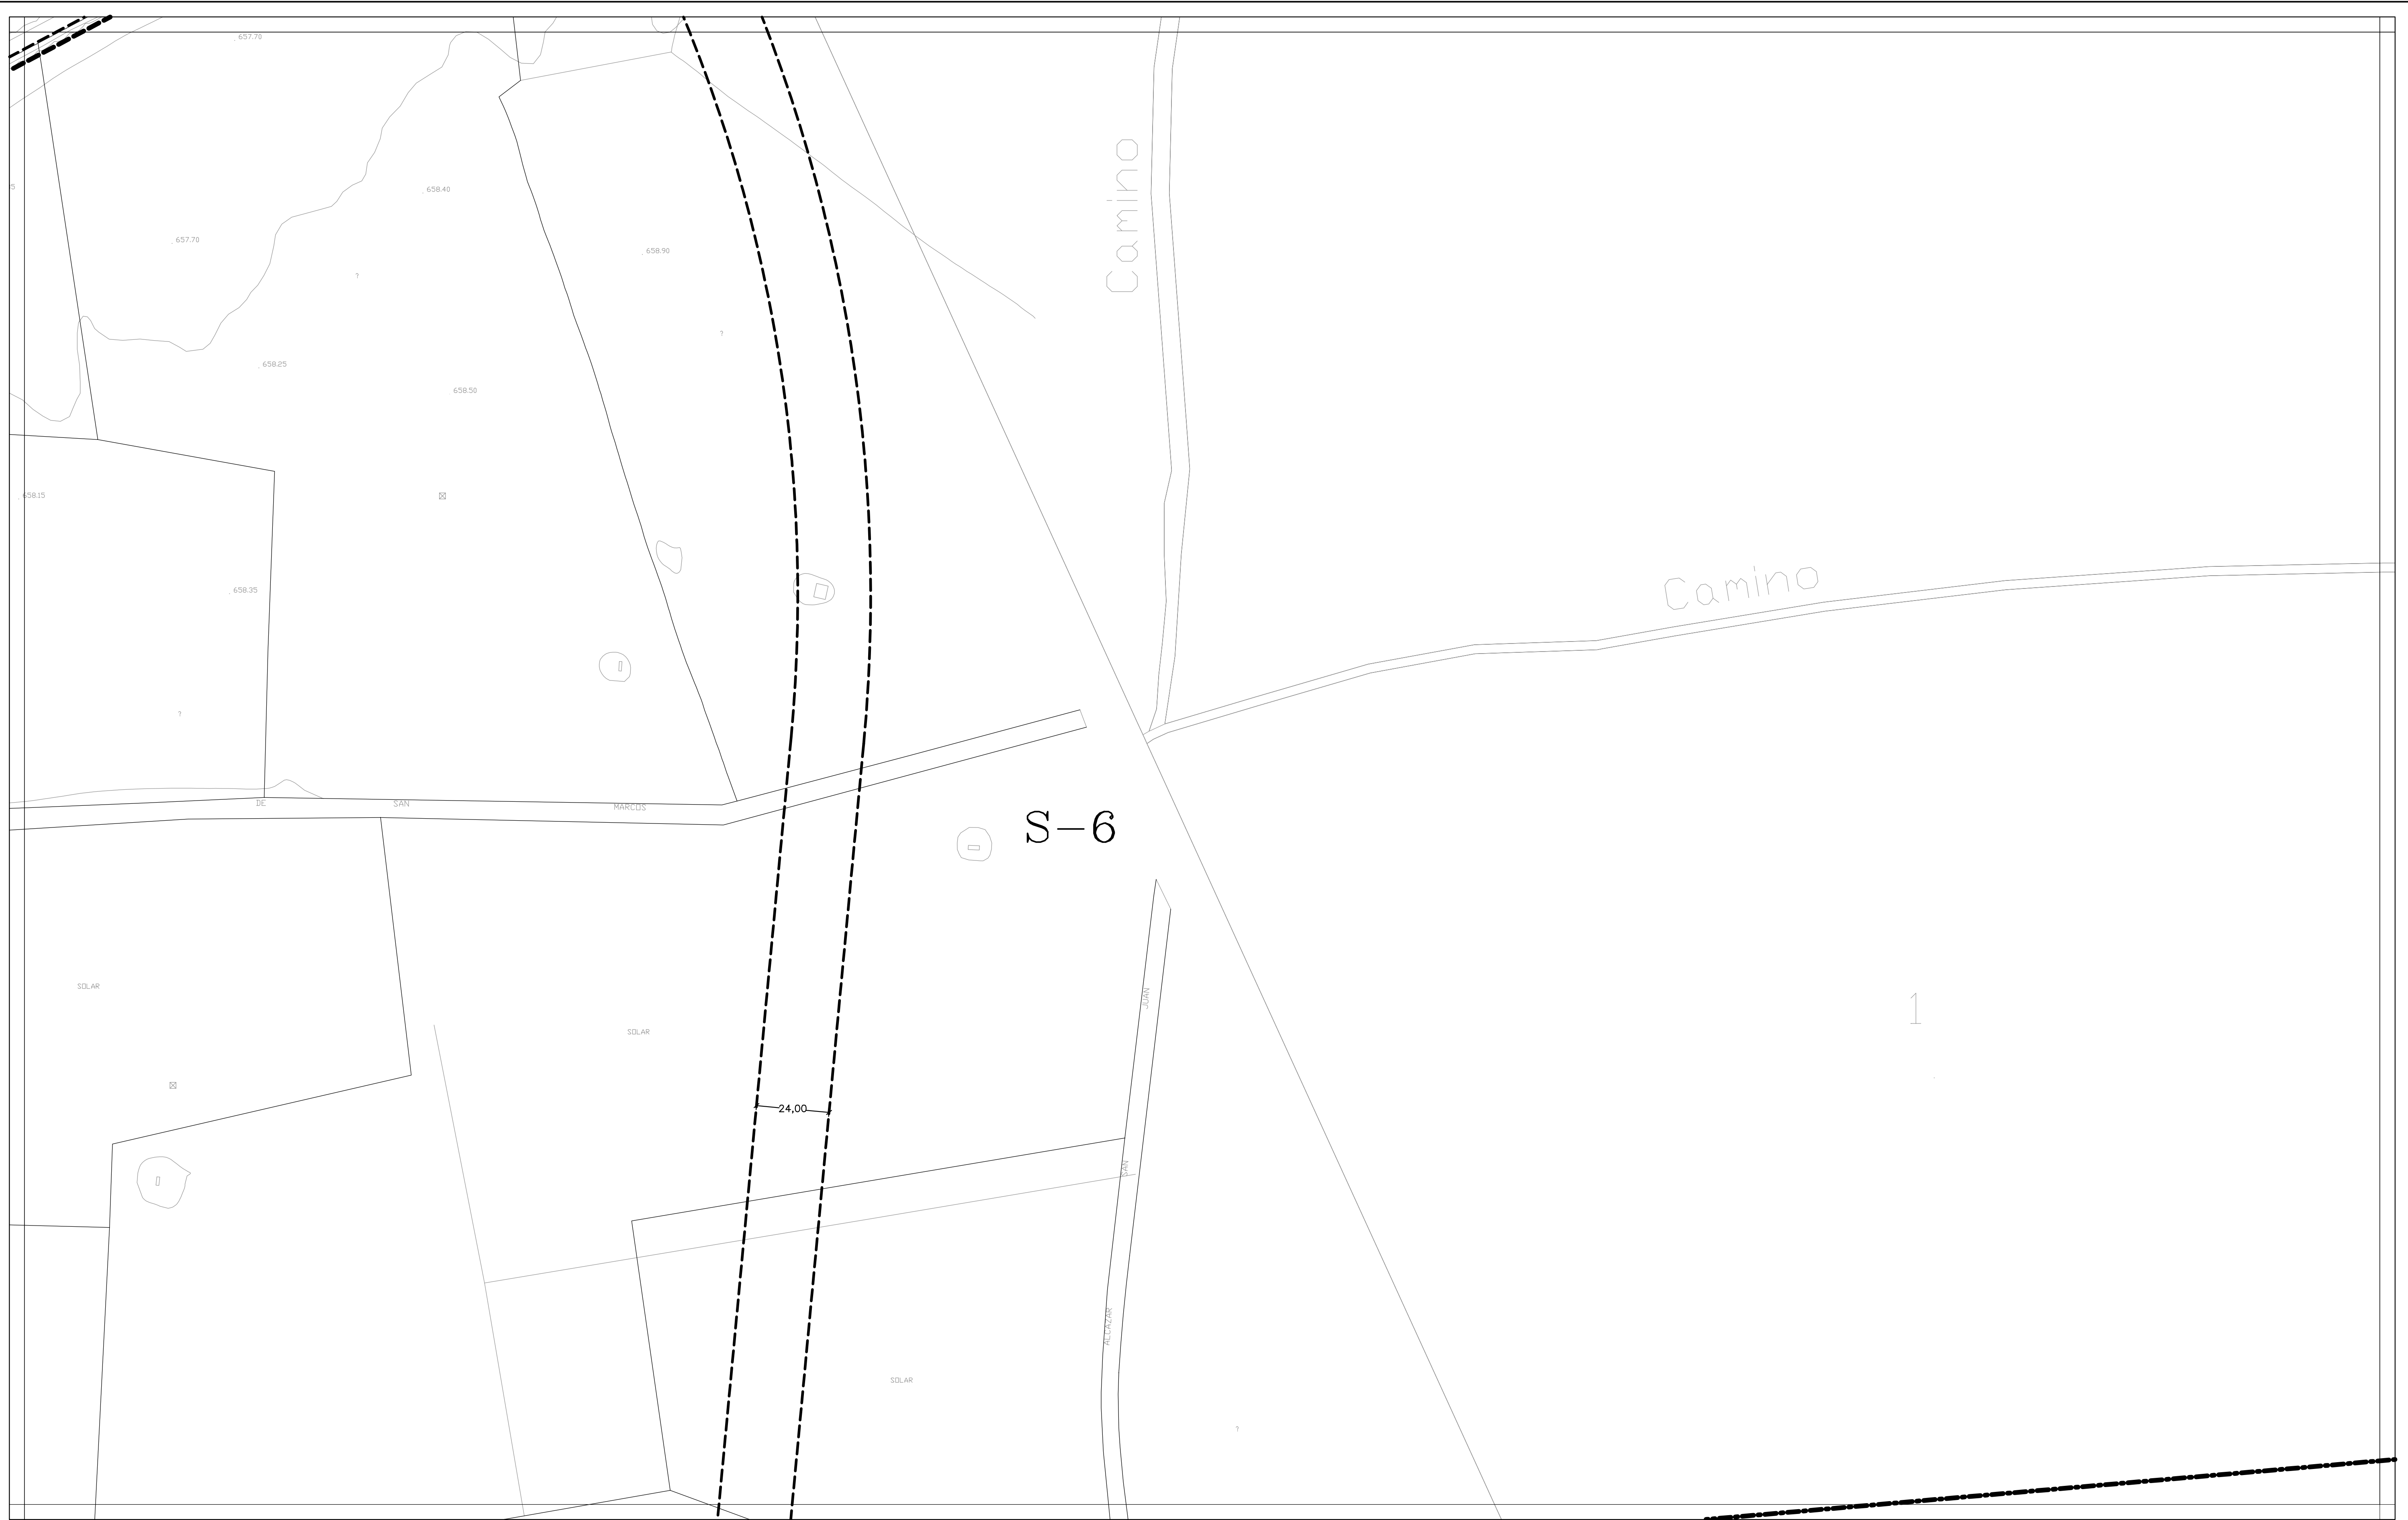 657.70
658.40
657.70
658.90
Camino
658.25
658.50
658.15
658.35
Camino
DE SAN MARCOS
S-6
SOLAR
SOLAR
JUAN
SAN
ALCAZAR
24,00
1
SOLAR